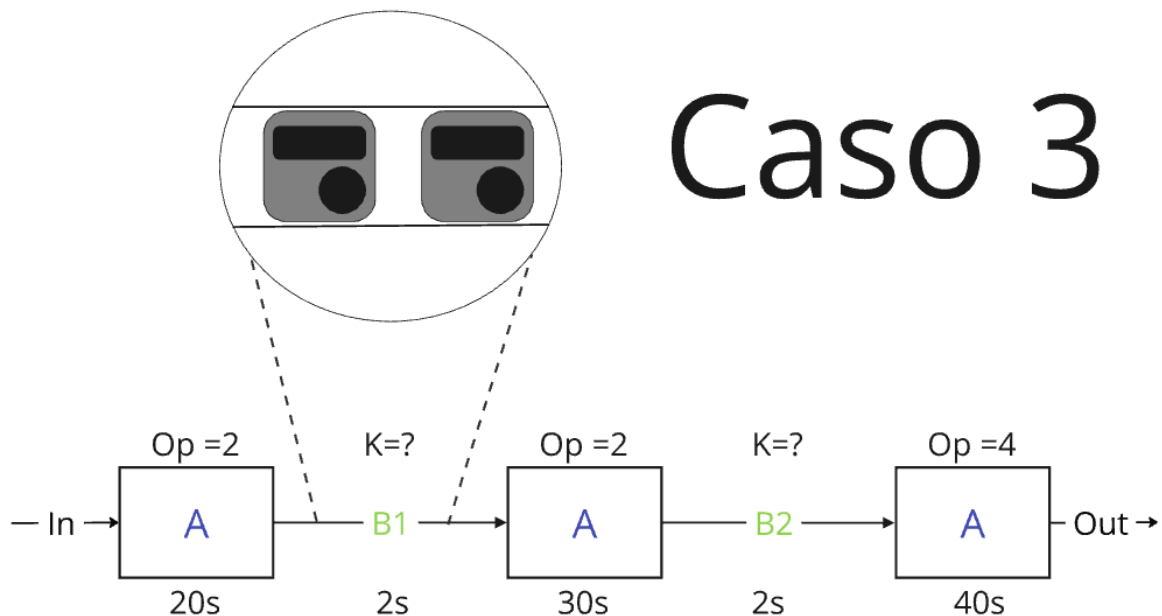 Caso 3
Op =2 K=? Op =2 K=? Op =4
In A B1 A B2 A Out
20s 2s 30s 2s 40s